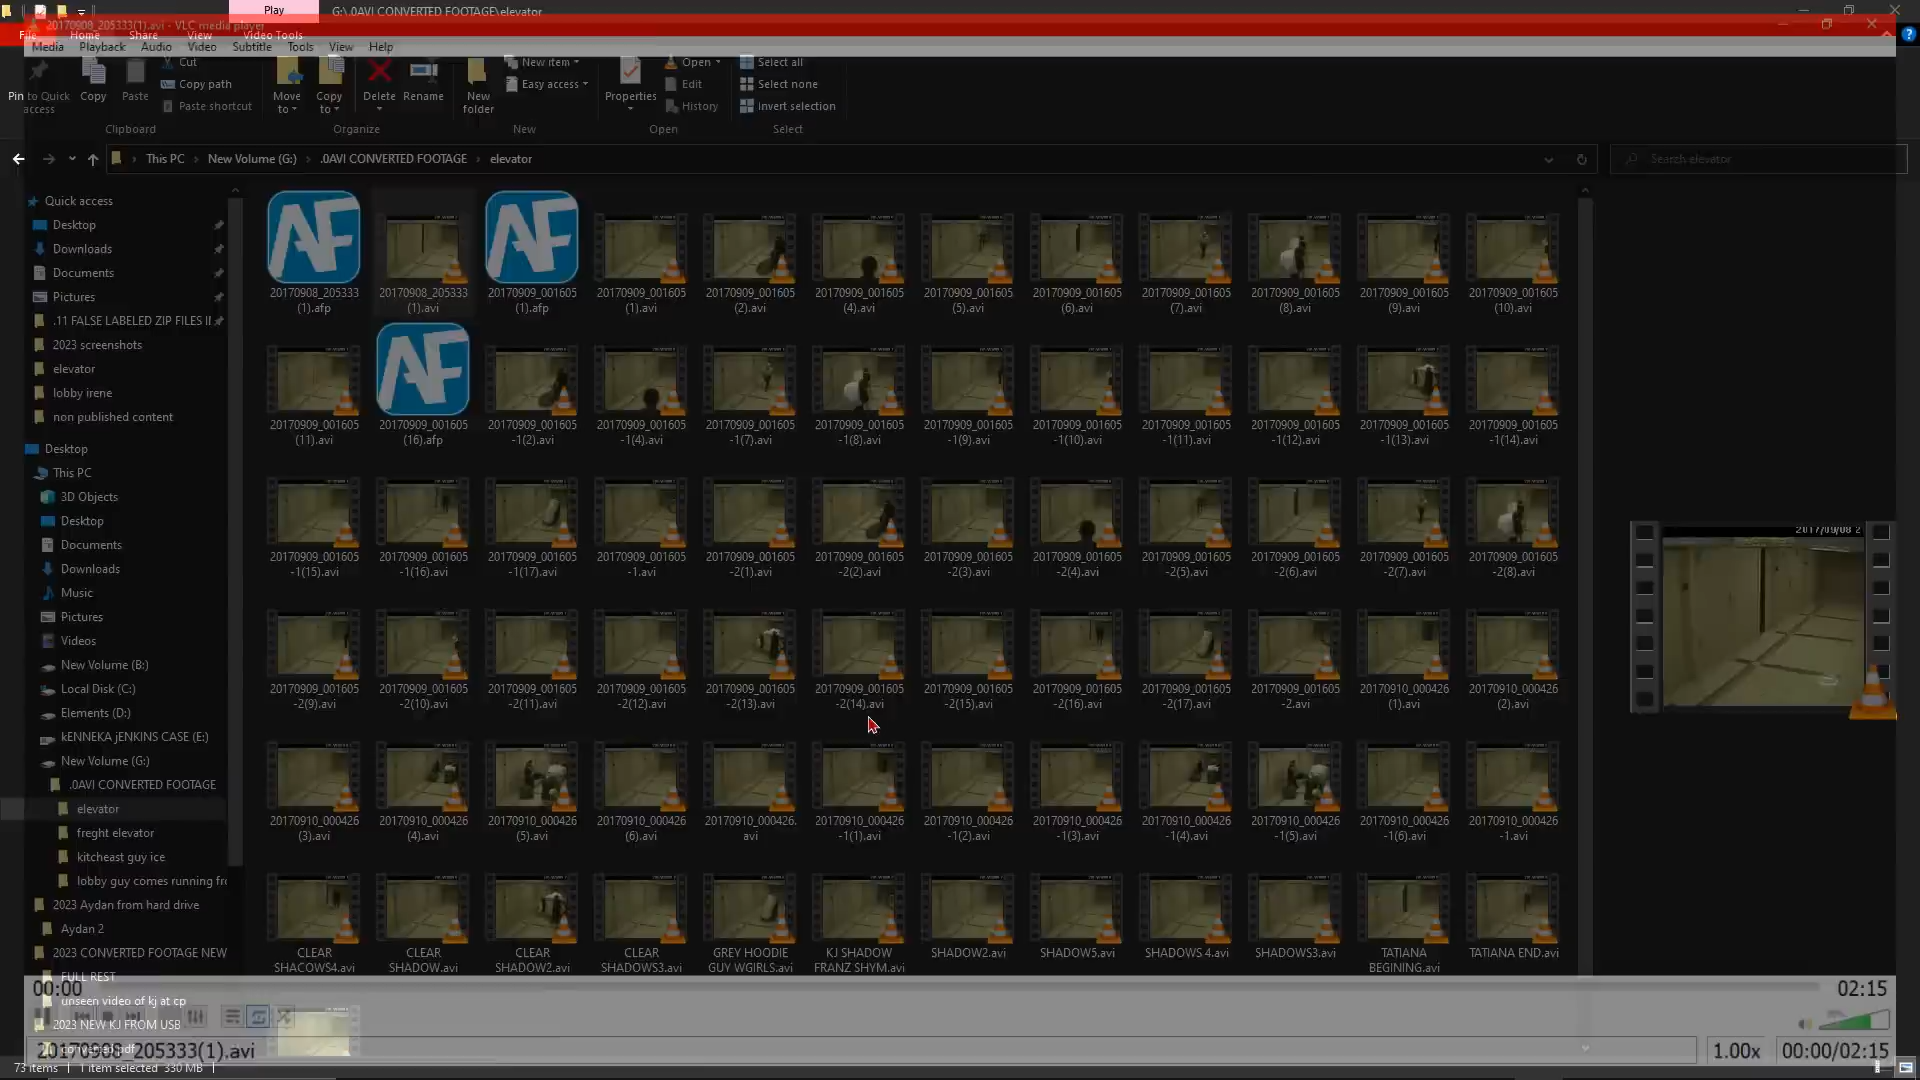 Play
G:\.0AVI CONVERTED FOOTAGE\elevator
20170908_205333(1).avi - VLC media player
File
Home
Share
View
Video Tools
Media
Playback
Audio
Video
Subtitle
Tools
View
Help
Pin to Quick access
Copy
Paste
Cut
Copy path
Paste shortcut
Move to
Copy to
Delete
Rename
New folder
New item
Easy access
Properties
Open
Edit
History
Select all
Select none
Invert selection
Clipboard
Organize
New
Open
Select
This PC
New Volume (G:)
.0AVI CONVERTED FOOTAGE
elevator
Search elevator
Quick access
Desktop
Downloads
Documents
Pictures
.11 FALSE LABELED ZIP FILES II
2023 screenshots
elevator
lobby irene
non published content
Desktop
This PC
3D Objects
Desktop
Documents
Downloads
Music
Pictures
Videos
New Volume (B:)
Local Disk (C:)
Elements (D:)
kENNEKA jENKINS CASE (E:)
New Volume (G:)
.0AVI CONVERTED FOOTAGE
elevator
freght elevator
kitcheast guy ice
lobby guy comes running fr
2023 Aydan from hard drive
Aydan 2
2023 CONVERTED FOOTAGE NEW
FULL REST
unseen video of kj at cp
2023 NEW KJ FROM USB
converted pdf
20170908_205333 (1).afp
20170908_205333 (1).avi
20170909_001605 (1).afp
20170909_001605 (1).avi
20170909_001605 (2).avi
20170909_001605 (4).avi
20170909_001605 (5).avi
20170909_001605 (6).avi
20170909_001605 (7).avi
20170909_001605 (8).avi
20170909_001605 (9).avi
20170909_001605 (10).avi
20170909_001605 (11).avi
20170909_001605 (16).afp
20170909_001605 -1(2).avi
20170909_001605 -1(4).avi
20170909_001605 -1(7).avi
20170909_001605 -1(8).avi
20170909_001605 -1(9).avi
20170909_001605 -1(10).avi
20170909_001605 -1(11).avi
20170909_001605 -1(12).avi
20170909_001605 -1(13).avi
20170909_001605 -1(14).avi
20170909_001605 -1(15).avi
20170909_001605 -1(16).avi
20170909_001605 -1(17).avi
20170909_001605 -1.avi
20170909_001605 -2(1).avi
20170909_001605 -2(2).avi
20170909_001605 -2(3).avi
20170909_001605 -2(4).avi
20170909_001605 -2(5).avi
20170909_001605 -2(6).avi
20170909_001605 -2(7).avi
20170909_001605 -2(8).avi
20170909_001605 -2(9).avi
20170909_001605 -2(10).avi
20170909_001605 -2(11).avi
20170909_001605 -2(12).avi
20170909_001605 -2(13).avi
20170909_001605 -2(14).avi
20170909_001605 -2(15).avi
20170909_001605 -2(16).avi
20170909_001605 -2(17).avi
20170909_001605 -2.avi
20170910_000426 (1).avi
20170910_000426 (2).avi
20170910_000426 (3).avi
20170910_000426 (4).avi
20170910_000426 (5).avi
20170910_000426 (6).avi
20170910_000426. avi
20170910_000426 -1(1).avi
20170910_000426 -1(2).avi
20170910_000426 -1(3).avi
20170910_000426 -1(4).avi
20170910_000426 -1(5).avi
20170910_000426 -1(6).avi
20170910_000426 -1.avi
CLEAR SHACOWS4.avi
CLEAR SHADOW.avi
CLEAR SHADOW2.avi
CLEAR SHADOWS3.avi
GREY HOODIE GUY WGIRLS.avi
KJ SHADOW FRANZ SHYM.avi
SHADOW2.avi
SHADOW5.avi
SHADOWS 4.avi
SHADOWS3.avi
TATIANA BEGINING.avi
TATIANA END.avi
2017/09/08 2
00:00
02:15
20170908_205333(1).avi
1.00x
00:00/02:15
73 items
1 item selected 330 MB